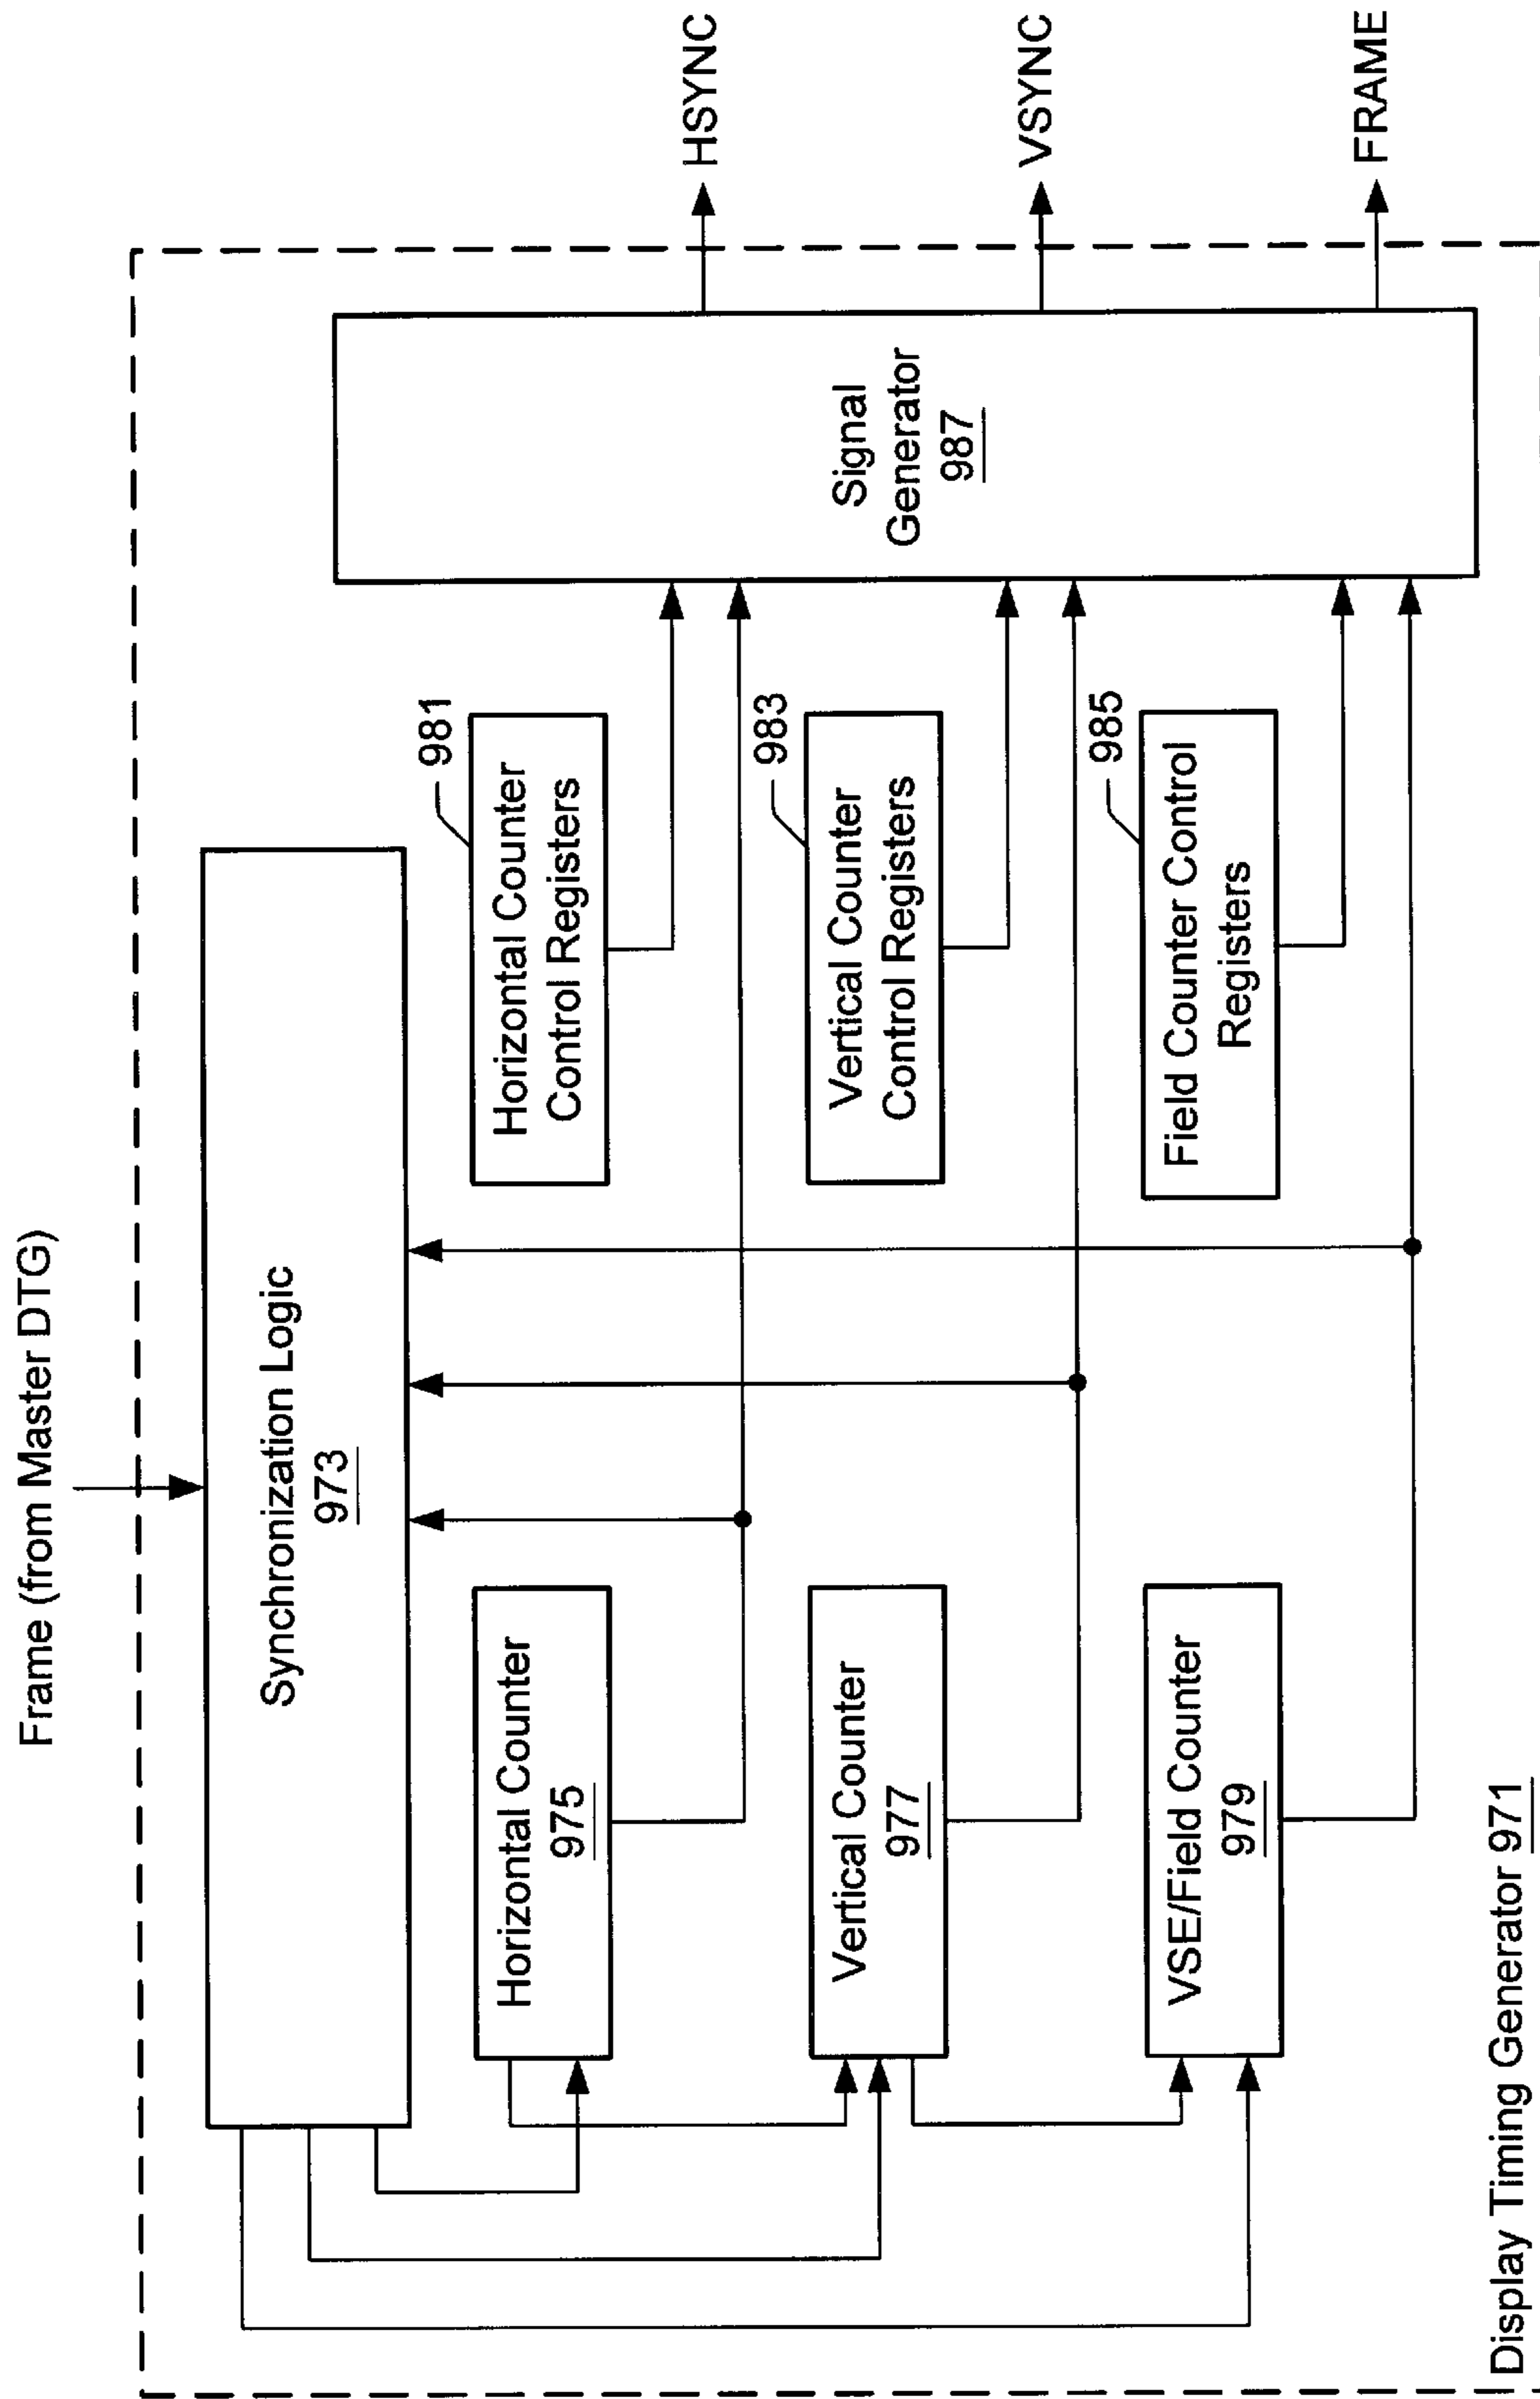 Frame (from Master DTG)
Synchronization Logic
973
Horizontal Counter
975
Vertical Counter
977
VSE/Field Counter
979
981
Horizontal Counter
Control Registers
983
Vertical Counter
Control Registers
985
Field Counter Control
Registers
Signal
Generator
987
HSYNC
VSYNC
FRAME
Display Timing Generator 971